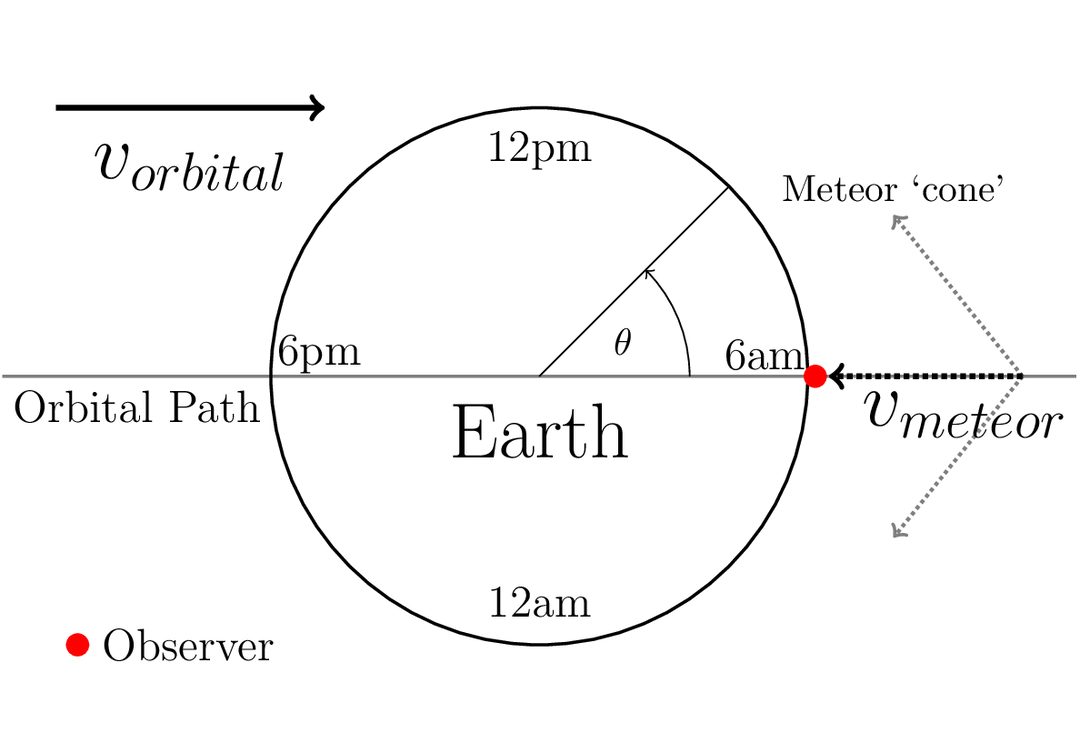 12pm
v_orbital
Meteor ‘cone’
θ
6pm
6am
Orbital Path
v_meteor
Earth
12am
Observer